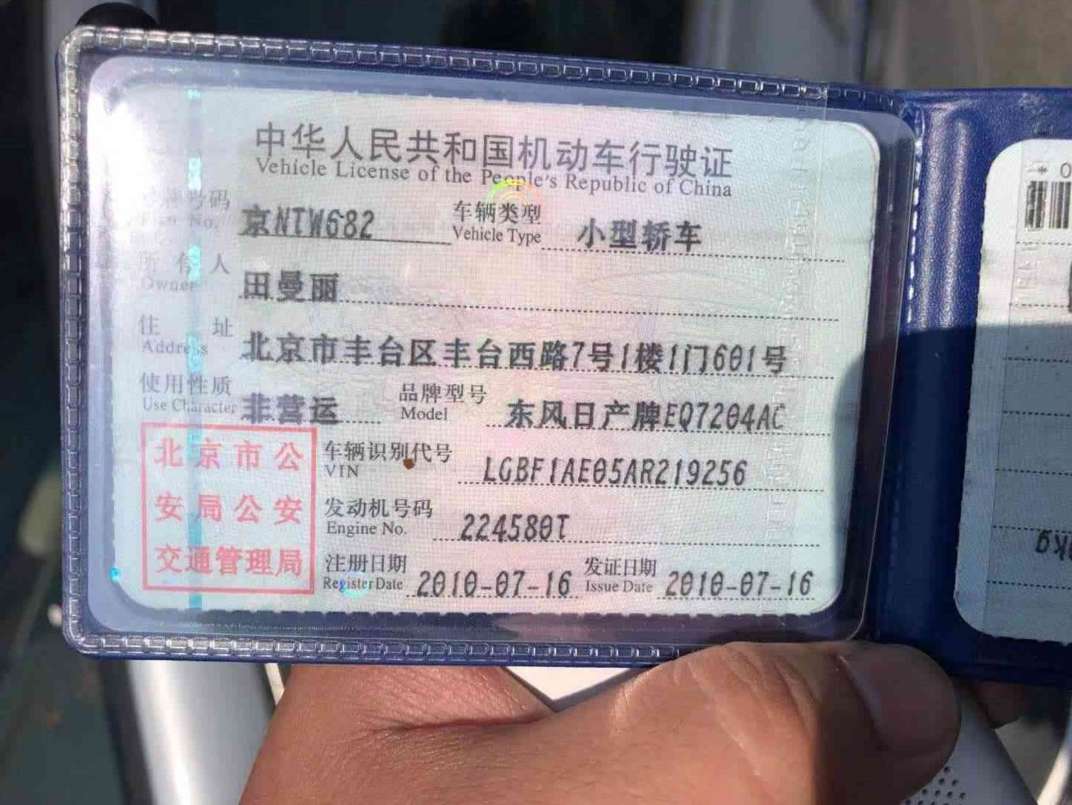 中华人民共和国机动车行驶证
Vehicle License of the People's Republic of China
号码 京NTW682 车辆类型 小型轿车
No. Vehicle Type
所有人 田曼丽
Owner
住址 北京市丰台区丰台西路7号1楼1门601号
Address
使用性质 非营运 品牌型号 东风日产牌EQ7204AC
Use Character Model
北京市公
安局公安
交通管理局
车辆识别代号 LGBF1AE05AR219256
VIN
发动机号码 224580T
Engine No.
注册日期 2010-07-16 发证日期 2010-07-16
Register Date Issue Date